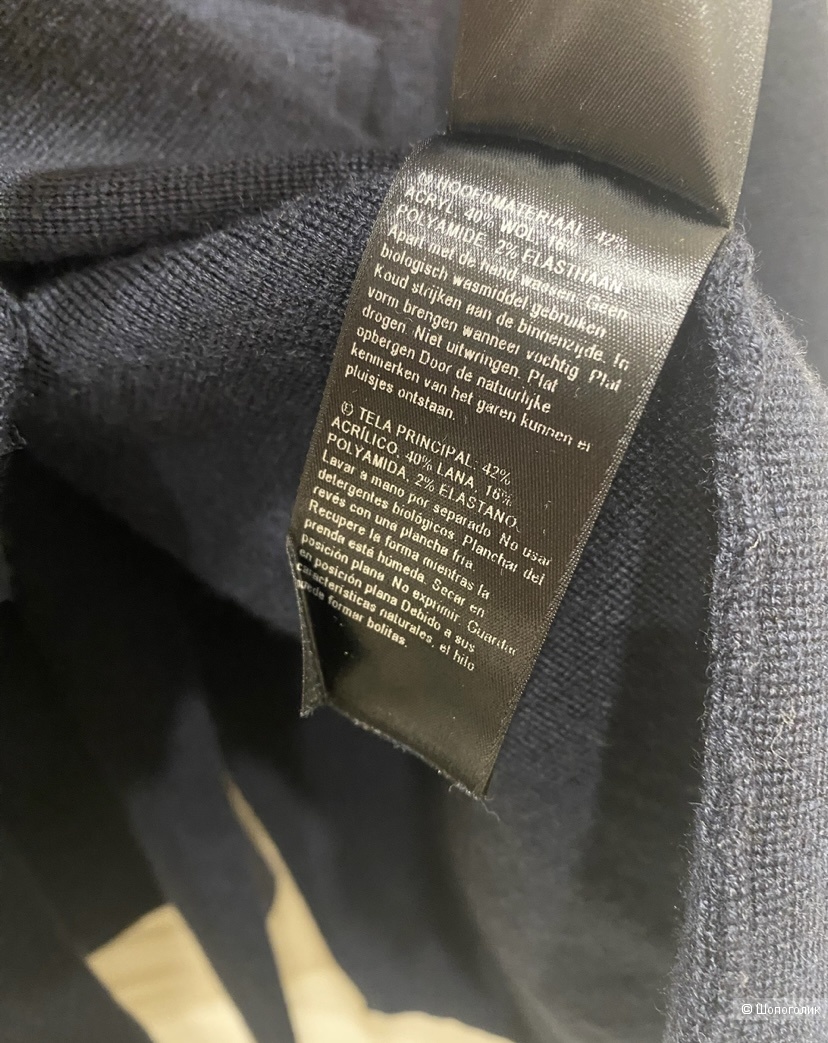 HOOFDMATERIAAL. 42%
ACRYL. 40% WOL. 16%
POLYAMIDE. 2% ELASTHAAN
Apart met de hand wassen. Geen
biologisch wasmiddel gebruiken
Koud strijken aan de binnenzijde. In
vorm brengen wanneer vochtig. Plat
drogen. Niet uitwringen. Plat
opbergen Door de natuurlijke
kenmerken van het garen kunnen er
pluisjes ontstaan.
Ⓔ TELA PRINCIPAL. 42%
ACRÍLICO. 40% LANA. 16%
POLYAMIDA. 2% ELASTANO.
Lavar a mano por separado. No usar
detergentes biológicos. Planchar del
revés con una plancha fría.
Recupere la forma mientras la
prenda está húmeda. Secar en
posición plana. No exprimir. Guardar
en posición plana Debido a sus
características naturales, el hilo
puede formar bolitas.
© Шопоголик